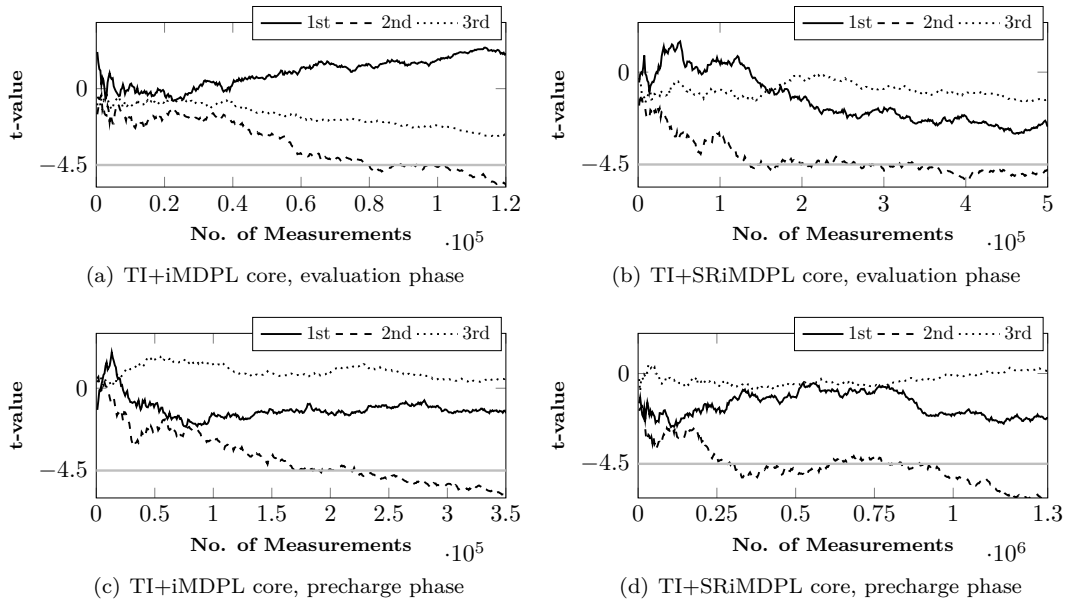 1st 2nd 3rd
t-value
0
−4.5
0 0.2 0.4 0.6 0.8 1 1.2
No. of Measurements
·10^5
(a) TI+iMDPL core, evaluation phase
1st 2nd 3rd
t-value
0
−4.5
0 1 2 3 4 5
No. of Measurements
·10^5
(b) TI+SRiMDPL core, evaluation phase
1st 2nd 3rd
t-value
0
−4.5
0 0.5 1 1.5 2 2.5 3 3.5
No. of Measurements
·10^5
(c) TI+iMDPL core, precharge phase
1st 2nd 3rd
t-value
0
−4.5
0 0.25 0.5 0.75 1 1.3
No. of Measurements
·10^6
(d) TI+SRiMDPL core, precharge phase